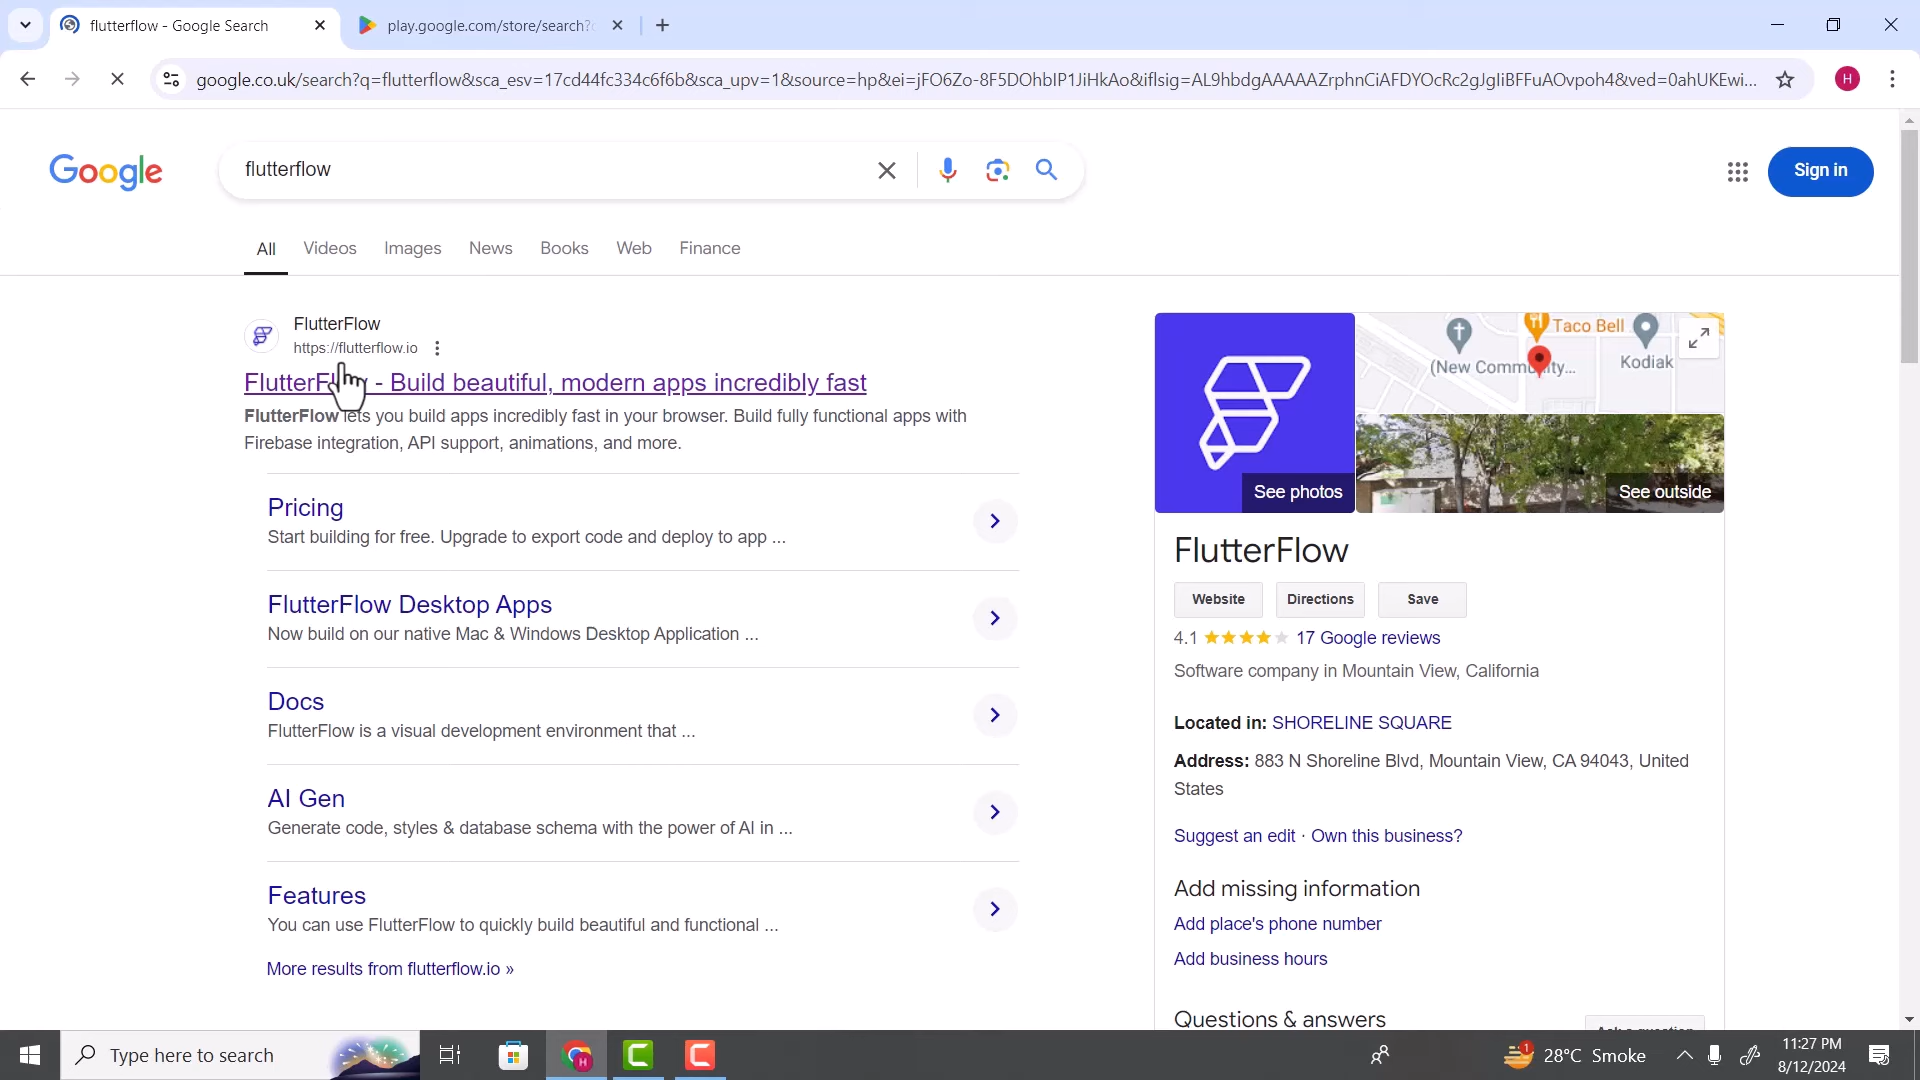 flutterflow - Google Search
play.google.com/store/search?
google.co.uk/search?q=flutterflow&sca_esv=17cd44fc334c6f6b&sca_upv=1&source=hp&ei=jFO6Zo-8F5DOhbIP1JiHkAo&iflsig=AL9hbdgAAAAAZrphnCiAFDYOcRc2gJgIiBFFuAOvpoh4&ved=0ahUKEwi...
H
Google
flutterflow
Sign in
All Videos Images News Books Web Finance
FlutterFlow
https://flutterflow.io
FlutterFlow - Build beautiful, modern apps incredibly fast
FlutterFlow lets you build apps incredibly fast in your browser. Build fully functional apps with
Firebase integration, API support, animations, and more.
Pricing
Start building for free. Upgrade to export code and deploy to app ...
FlutterFlow Desktop Apps
Now build on our native Mac & Windows Desktop Application ...
Docs
FlutterFlow is a visual development environment that ...
AI Gen
Generate code, styles & database schema with the power of AI in ...
Features
You can use FlutterFlow to quickly build beautiful and functional ...
More results from flutterflow.io »
Taco Bell
(New Community...
Kodiak
See photos
See outside
FlutterFlow
Website Directions Save
4.1 17 Google reviews
Software company in Mountain View, California
Located in: SHORELINE SQUARE
Address: 883 N Shoreline Blvd, Mountain View, CA 94043, United
States
Suggest an edit · Own this business?
Add missing information
Add place's phone number
Add business hours
Questions & answers
Ask a question
Type here to search
1
28°C Smoke
11:27 PM
8/12/2024